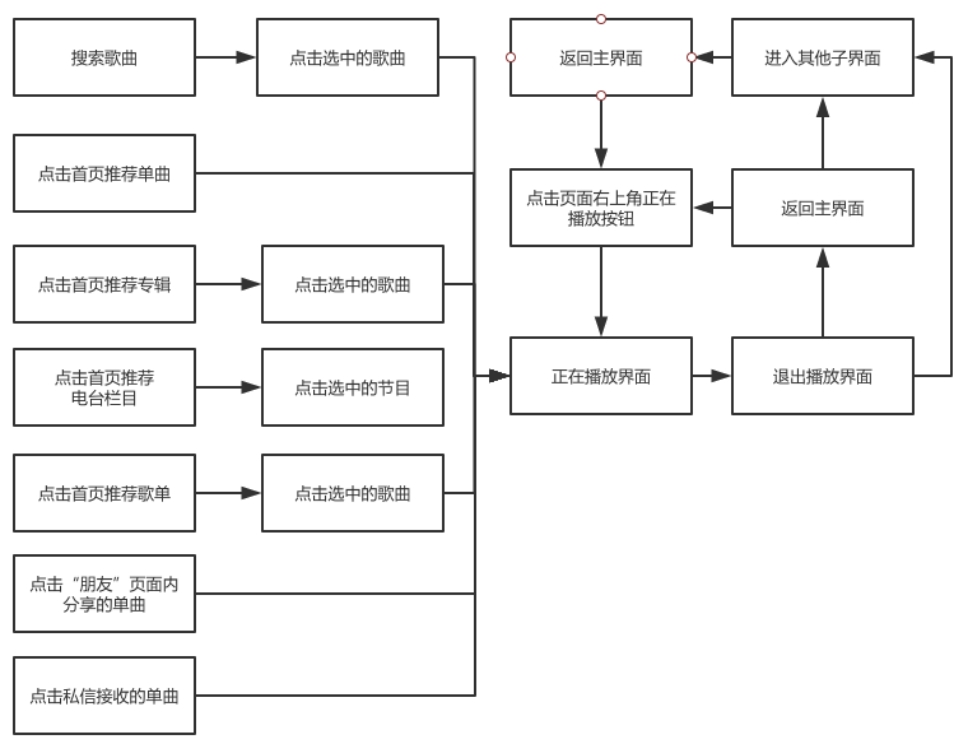 搜索歌曲
点击选中的歌曲
返回主界面
进入其他子界面
点击首页推荐单曲
点击页面右上角正在
播放按钮
返回主界面
点击首页推荐专辑
点击选中的歌曲
点击首页推荐
电台栏目
点击选中的节目
正在播放界面
退出播放界面
点击首页推荐歌单
点击选中的歌曲
点击“朋友”页面内
分享的单曲
点击私信接收的单曲